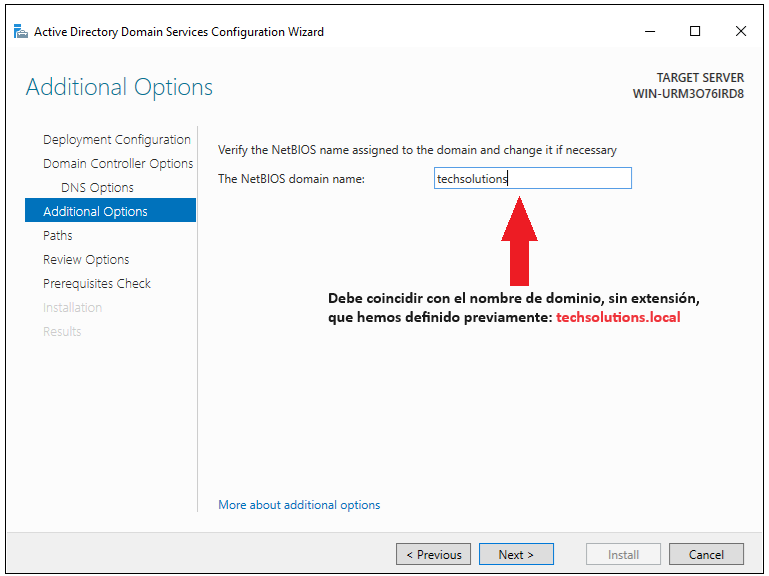 Active Directory Domain Services Configuration Wizard
Additional Options
TARGET SERVER
WIN-URM3O76IRD8
Deployment Configuration
Domain Controller Options
DNS Options
Additional Options
Paths
Review Options
Prerequisites Check
Installation
Results
Verify the NetBIOS name assigned to the domain and change it if necessary
The NetBIOS domain name:
techsolutions
Debe coincidir con el nombre de dominio, sin extensión,
que hemos definido previamente: techsolutions.local
More about additional options
< Previous
Next >
Install
Cancel